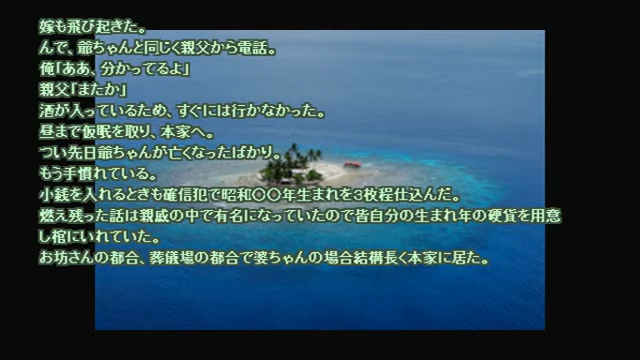 嫁も飛び起きた。
んで、爺ちゃんと同じく親父から電話。
俺「ああ、分かってるよ」
親父「またか」
酒が入っているため、すぐには行かなかった。
昼まで仮眠を取り、本家へ。
つい先日爺ちゃんが亡くなったばかり。
もう手慣れている。
小銭を入れるときも確信犯で昭和〇〇年生まれを3枚程仕込んだ。
燃え残った話は親戚の中で有名になっていたので皆自分の生まれ年の硬貨を用意
し棺にいれていた。
お坊さんの都合、葬儀場の都合で婆ちゃんの場合結構長く本家に居た。